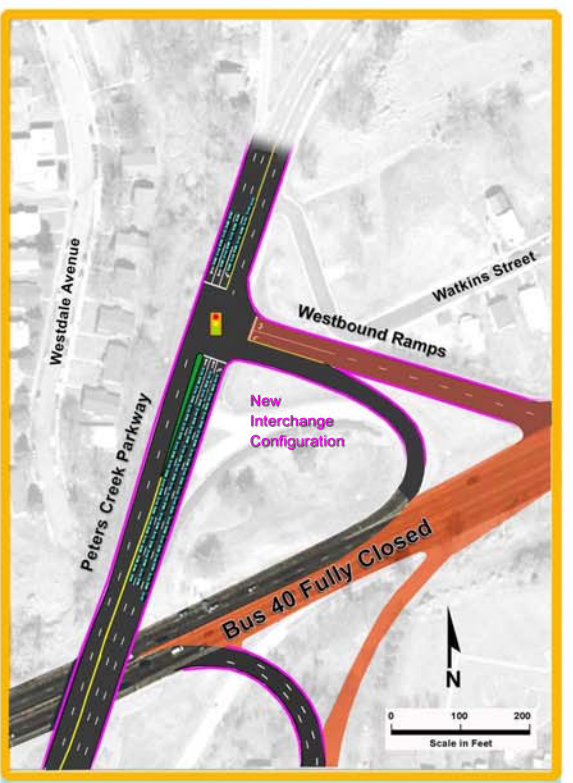 Westdale Avenue
Watkins Street
Westbound Ramps
New
Interchange
Configuration
Peters Creek Parkway
Bus 40 Fully Closed
N
0 100 200
Scale in Feet